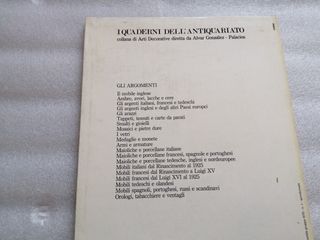 I QUADERNI DELL'ANTIQUARIATO
collana di Arti Decorative diretta da Alvar Gonzàlez - Palacios
GLI ARGOMENTI
Il mobile inglese
Ambre, avori, lacche e cere
Gli argenti italiani, francesi e tedeschi
Gli argenti inglesi e degli altri Paesi europei
Gli arazzi
Tappeti, tessuti e carte da parati
Smalti e gioielli
Mosaici e pietre dure
I vetri
Medaglie e monete
Armi e armature
Maioliche e porcellane italiane
Maioliche e porcellane francesi, spagnole e portoghesi
Maioliche e porcellane tedesche, inglesi e nordeuropee
Mobili italiani dal Rinascimento al 1925
Mobili francesi dal Rinascimento a Luigi XV
Mobili francesi da Luigi XVI al 1925
Mobili tedeschi e olandesi
Mobili spagnoli, portoghesi, russi e scandinavi
Orologi, tabacchiere e ventagli